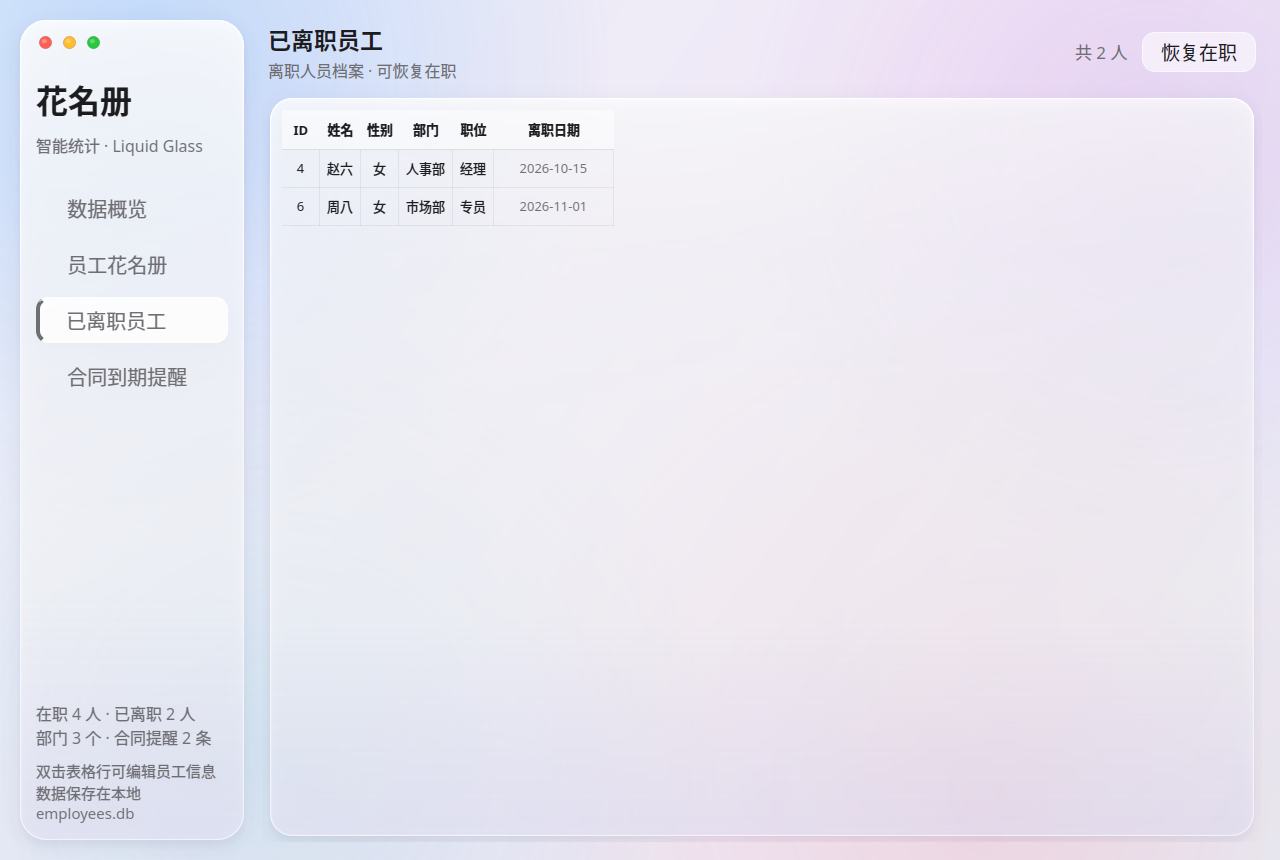 花名册
智能统计 · Liquid Glass
数据概览
员工花名册
已离职员工
合同到期提醒
在职 4 人 · 已离职 2 人
部门 3 个 · 合同提醒 2 条
双击表格行可编辑员工信息
数据保存在本地
employees.db
已离职员工
离职人员档案 · 可恢复在职
共 2 人 恢复在职
ID 姓名 性别 部门 职位 离职日期
4 赵六 女 人事部 经理 2026-10-15
6 周八 女 市场部 专员 2026-11-01